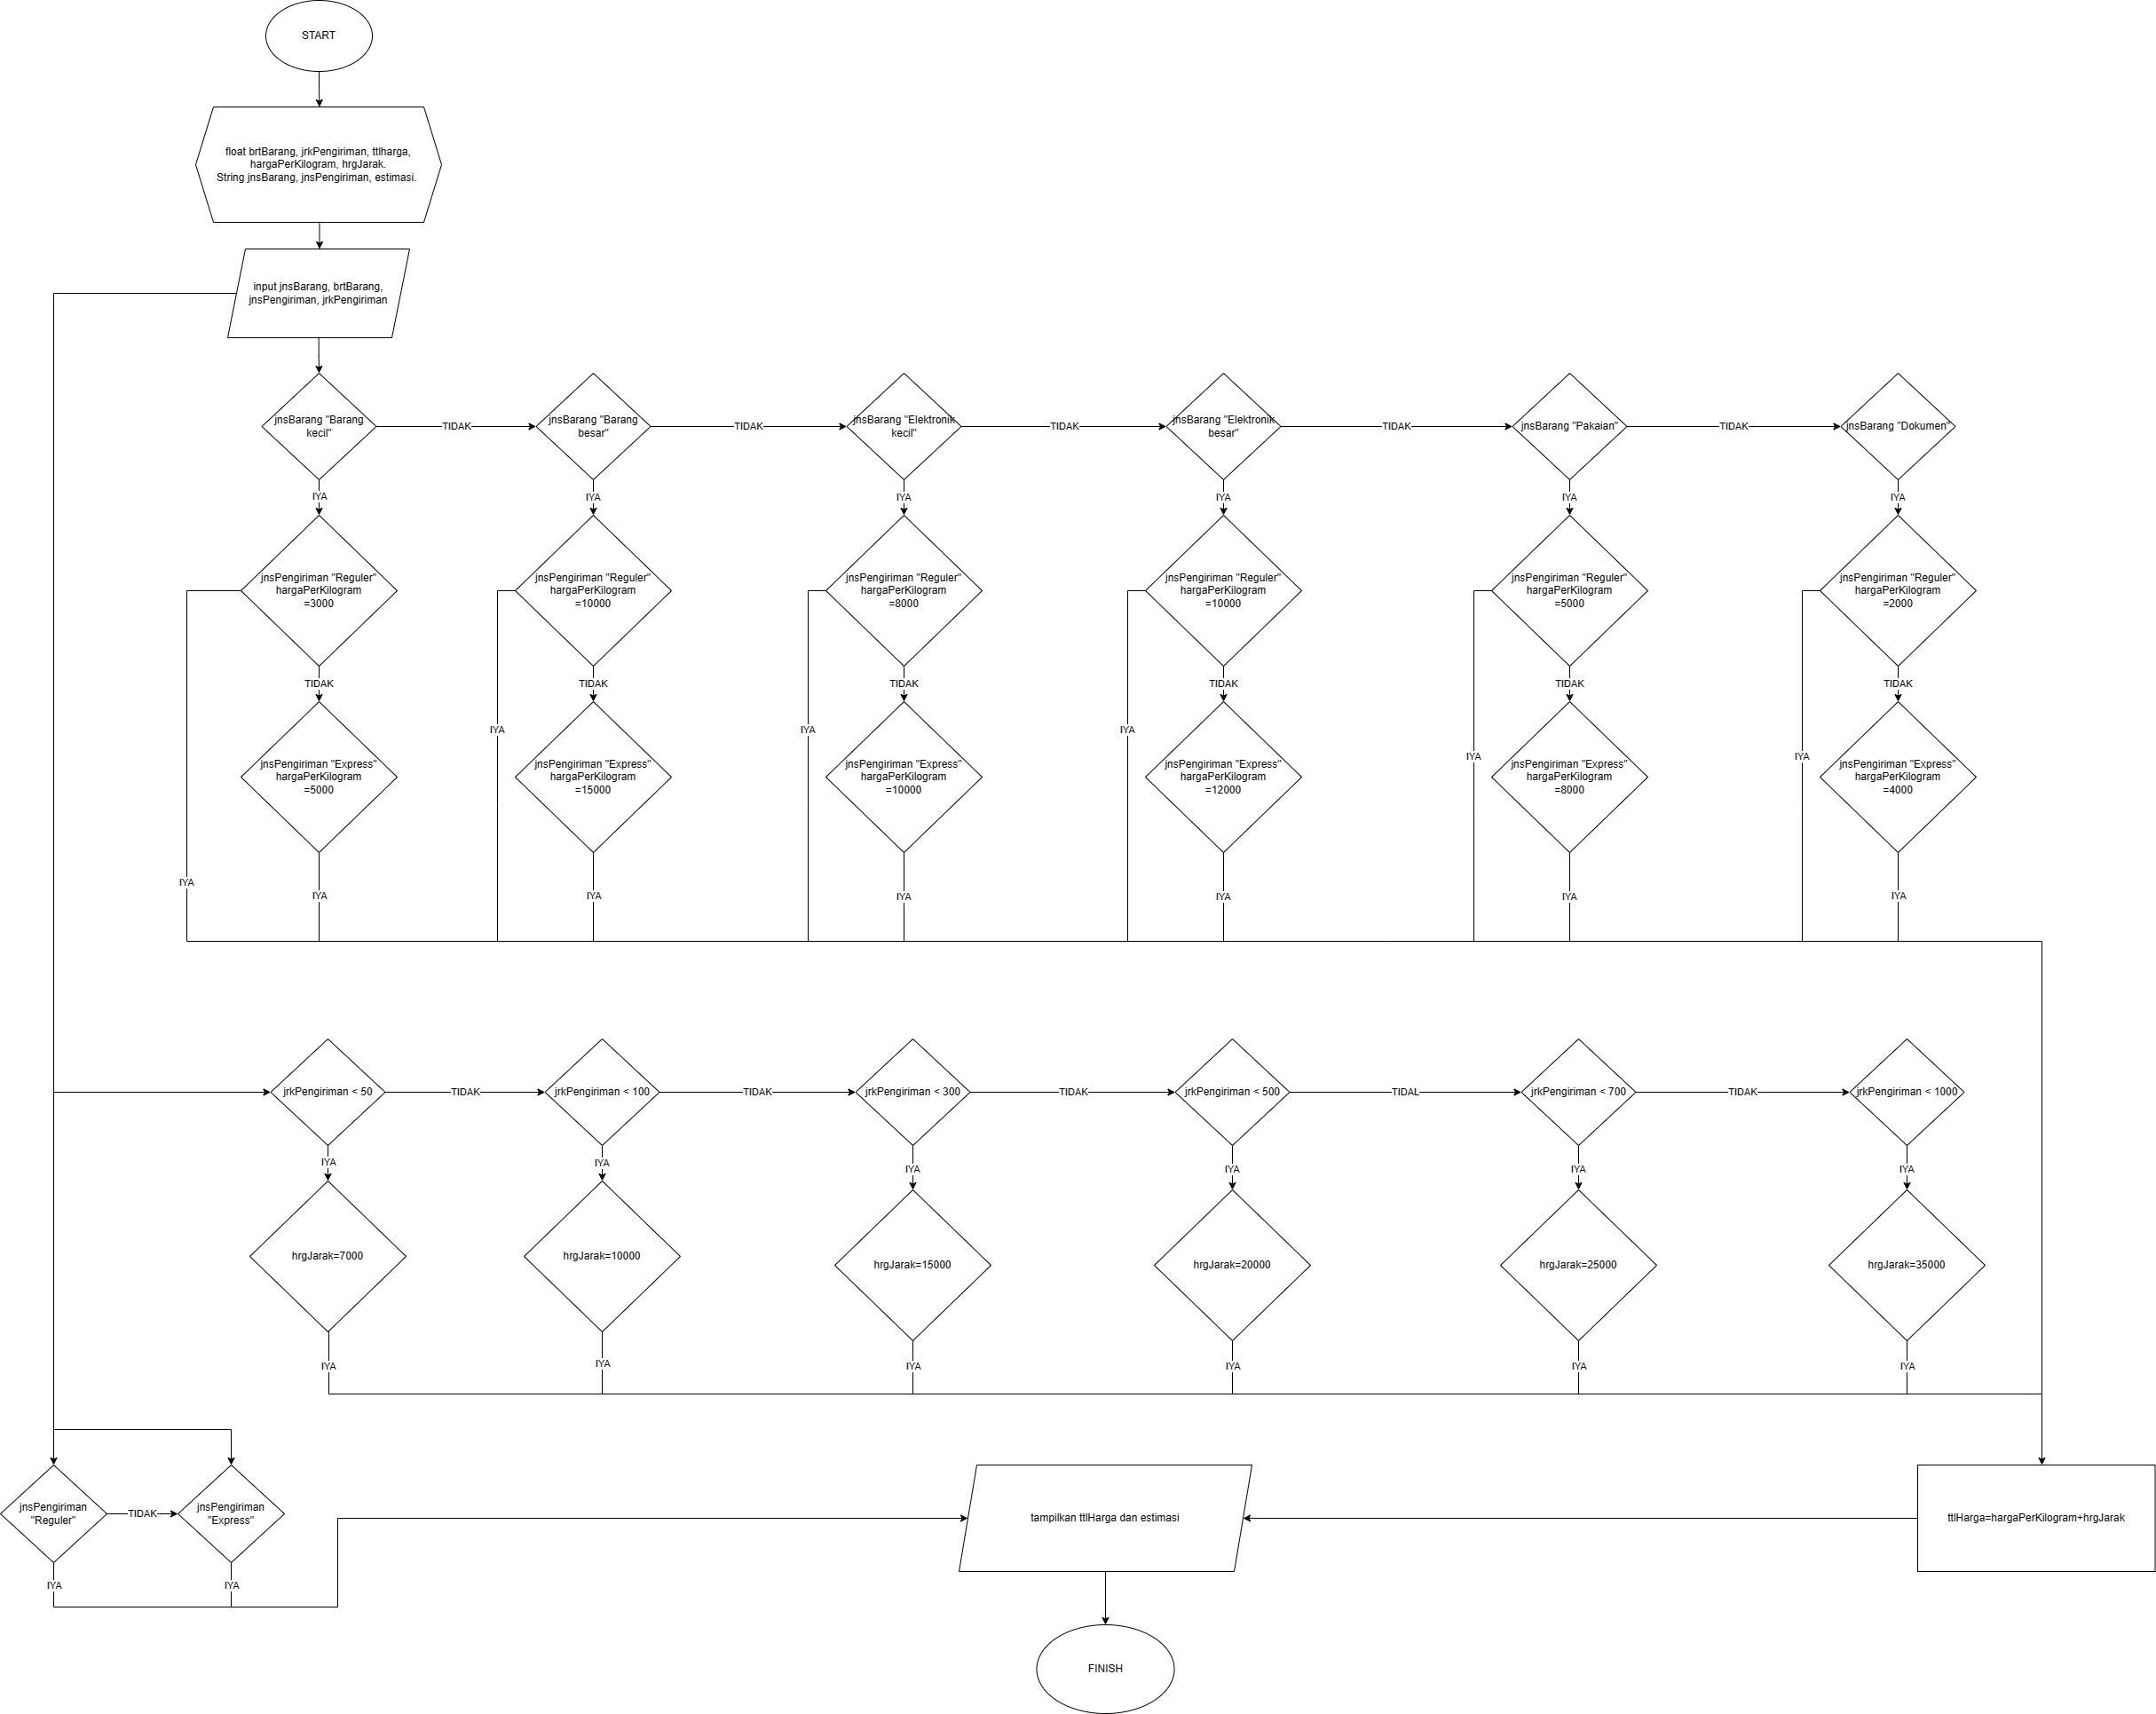 START
float brtBarang, jrkPengiriman, ttlharga,
hargaPerKilogram, hrgJarak.
String jnsBarang, jnsPengiriman, estimasi.
input jnsBarang, brtBarang,
jnsPengiriman, jrkPengiriman
jnsBarang "Barang
kecil"
TIDAK
jnsBarang "Barang
besar"
TIDAK
jnsBarang "Elektronik
kecil"
TIDAK
jnsBarang "Elektronik
besar"
TIDAK
jnsBarang "Pakaian"
TIDAK
jnsBarang "Dokumen"
IYA
IYA
IYA
IYA
IYA
IYA
jnsPengiriman "Reguler"
hargaPerKilogram
=3000
jnsPengiriman "Reguler"
hargaPerKilogram
=10000
jnsPengiriman "Reguler"
hargaPerKilogram
=8000
jnsPengiriman "Reguler"
hargaPerKilogram
=10000
jnsPengiriman "Reguler"
hargaPerKilogram
=5000
jnsPengiriman "Reguler"
hargaPerKilogram
=2000
TIDAK
TIDAK
TIDAK
TIDAK
TIDAK
TIDAK
IYA
IYA
IYA
IYA
IYA
jnsPengiriman "Express"
hargaPerKilogram
=5000
jnsPengiriman "Express"
hargaPerKilogram
=15000
jnsPengiriman "Express"
hargaPerKilogram
=10000
jnsPengiriman "Express"
hargaPerKilogram
=12000
jnsPengiriman "Express"
hargaPerKilogram
=8000
jnsPengiriman "Express"
hargaPerKilogram
=4000
IYA
IYA
IYA
IYA
IYA
IYA
IYA
jrkPengiriman < 50
TIDAK
jrkPengiriman < 100
TIDAK
jrkPengiriman < 300
TIDAK
jrkPengiriman < 500
TIDAL
jrkPengiriman < 700
TIDAK
jrkPengiriman < 1000
IYA
IYA
IYA
IYA
IYA
IYA
hrgJarak=7000
hrgJarak=10000
hrgJarak=15000
hrgJarak=20000
hrgJarak=25000
hrgJarak=35000
IYA
IYA
IYA
IYA
IYA
IYA
jnsPengiriman
"Reguler"
TIDAK
jnsPengiriman
"Express"
tampilkan ttlHarga dan estimasi
ttlHarga=hargaPerKilogram+hrgJarak
IYA
IYA
FINISH